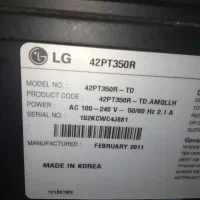 LG 42PT350R
MODEL NO. : 42PT350R-TD
PRODUCT CODE : 42PT350R-TD.AMQLLH
POWER : AC 100-240 V~ 50/60 Hz 2.1 A
SERIAL NO. : 102KCWC4J881
MANUFACTURED : FEBRUARY 2011
MADE IN KOREA